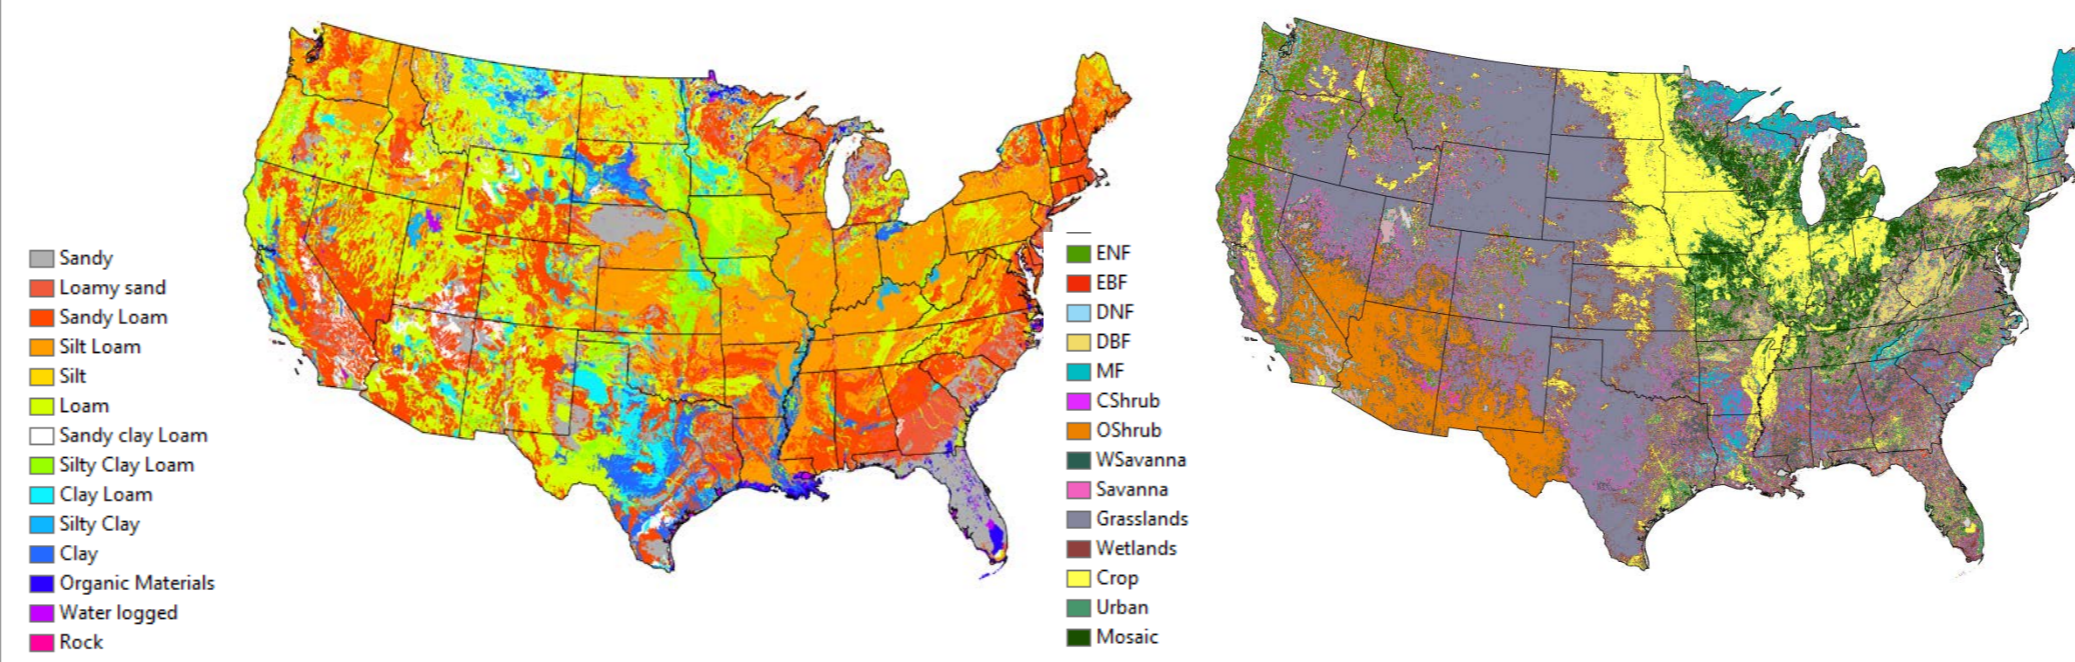 Sandy
Loamy sand
Sandy Loam
Silt Loam
Silt
Loam
Sandy clay Loam
Silty Clay Loam
Clay Loam
Silty Clay
Clay
Organic Materials
Water logged
Rock
ENF
EBF
DNF
DBF
MF
CShrub
OShrub
WSavanna
Savanna
Grasslands
Wetlands
Crop
Urban
Mosaic